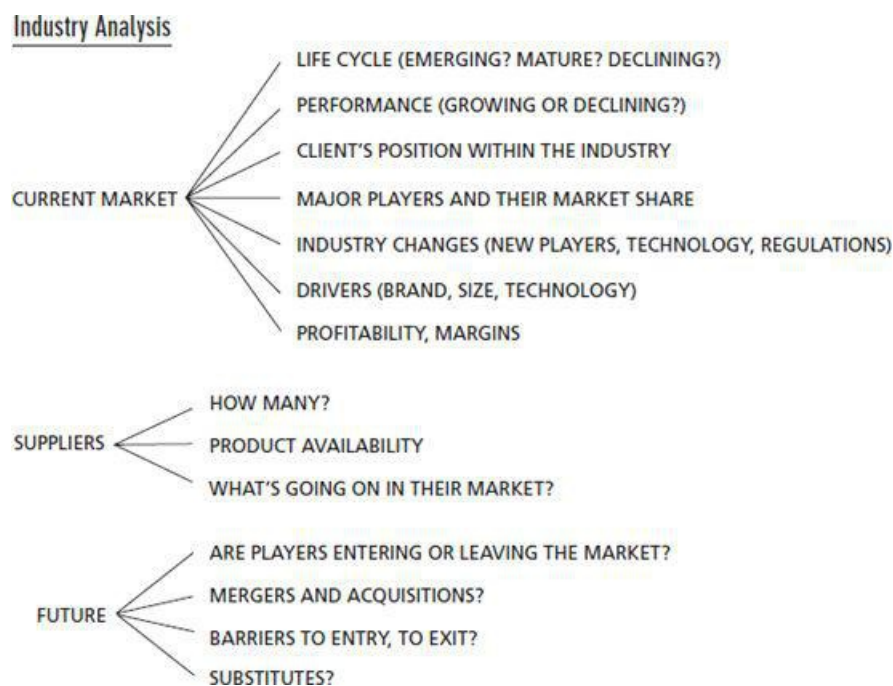 Industry Analysis
LIFE CYCLE (EMERGING? MATURE? DECLINING?)
PERFORMANCE (GROWING OR DECLINING?)
CLIENT'S POSITION WITHIN THE INDUSTRY
CURRENT MARKET
MAJOR PLAYERS AND THEIR MARKET SHARE
INDUSTRY CHANGES (NEW PLAYERS, TECHNOLOGY, REGULATIONS)
DRIVERS (BRAND, SIZE, TECHNOLOGY)
PROFITABILITY, MARGINS
HOW MANY?
SUPPLIERS
PRODUCT AVAILABILITY
WHAT'S GOING ON IN THEIR MARKET?
ARE PLAYERS ENTERING OR LEAVING THE MARKET?
MERGERS AND ACQUISITIONS?
FUTURE
BARRIERS TO ENTRY, TO EXIT?
SUBSTITUTES?